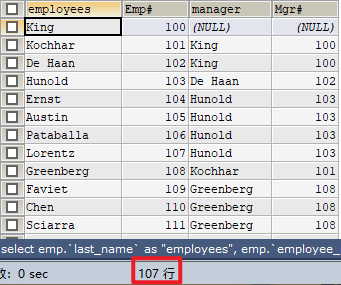 employees Emp# manager Mgr#
King 100 (NULL) (NULL)
Kochhar 101 King 100
De Haan 102 King 100
Hunold 103 De Haan 102
Ernst 104 Hunold 103
Austin 105 Hunold 103
Pataballa 106 Hunold 103
Lorentz 107 Hunold 103
Greenberg 108 Kochhar 101
Faviet 109 Greenberg 108
Chen 110 Greenberg 108
Sciarra 111 Greenberg 108
select emp.`last_name` as "employees", emp.`employee_
: 0 sec 107 行